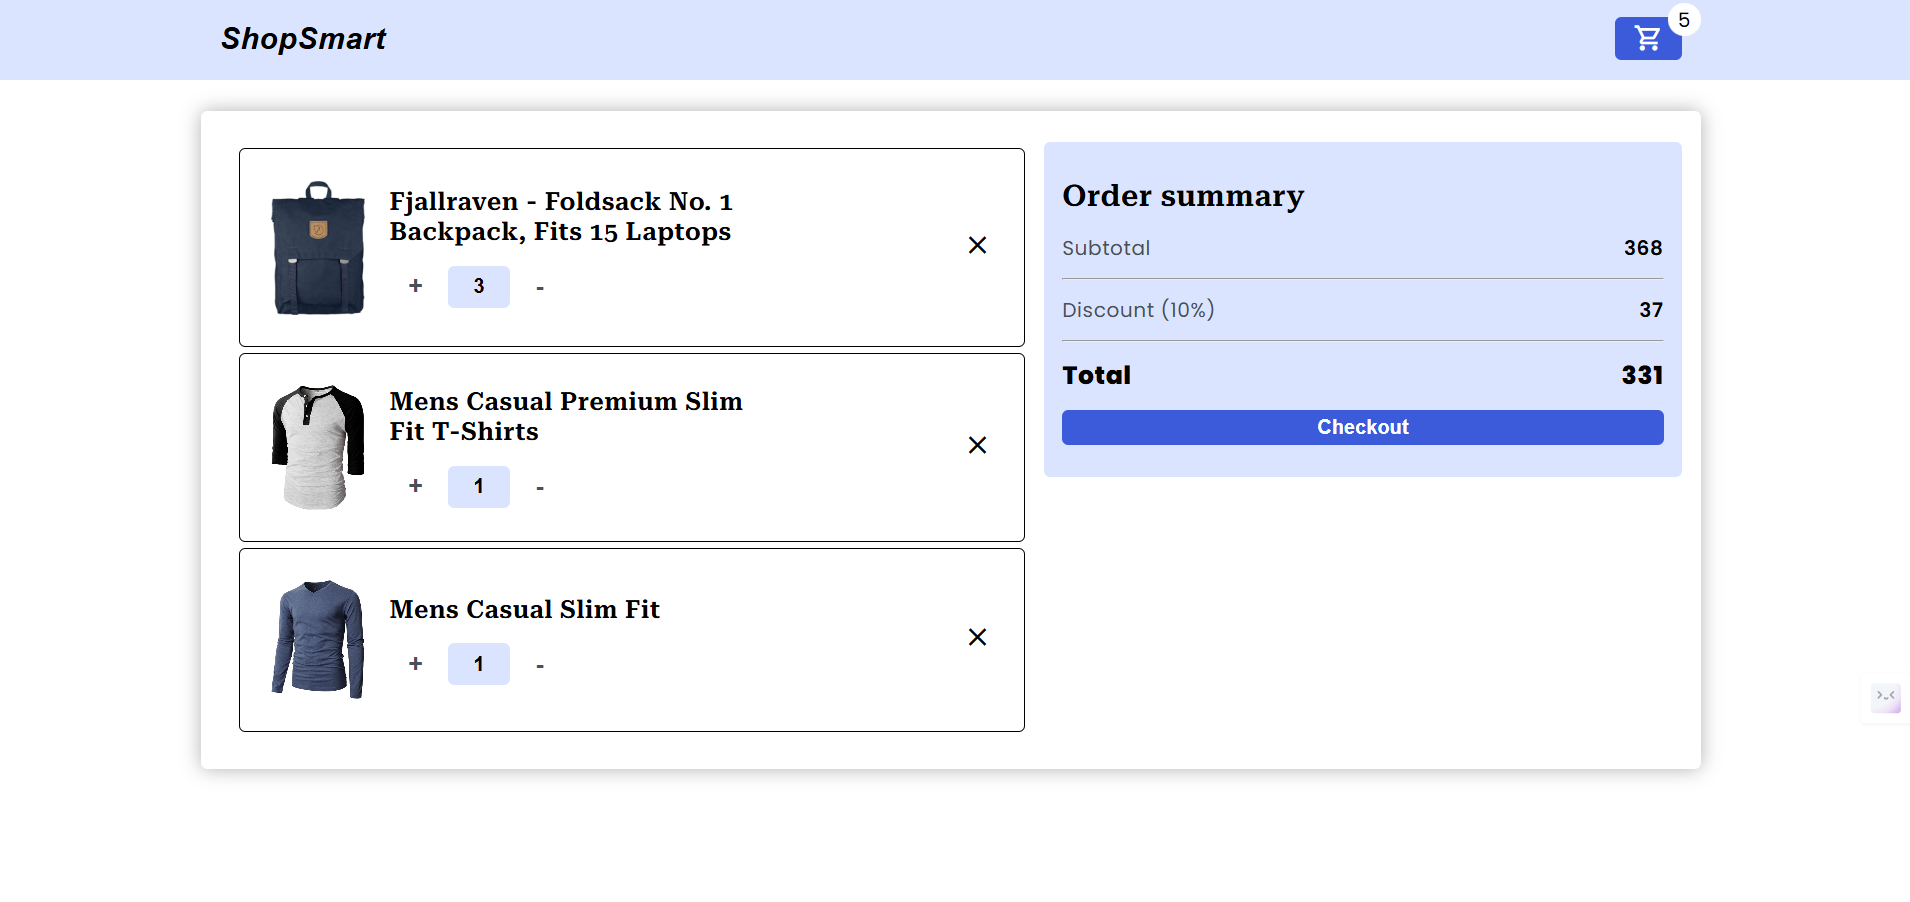 ShopSmart
5
Fjallraven - Foldsack No. 1
Backpack, Fits 15 Laptops
+ 3 -
Mens Casual Premium Slim
Fit T-Shirts
+ 1 -
Mens Casual Slim Fit
+ 1 -
Order summary
Subtotal 368
Discount (10%) 37
Total 331
Checkout